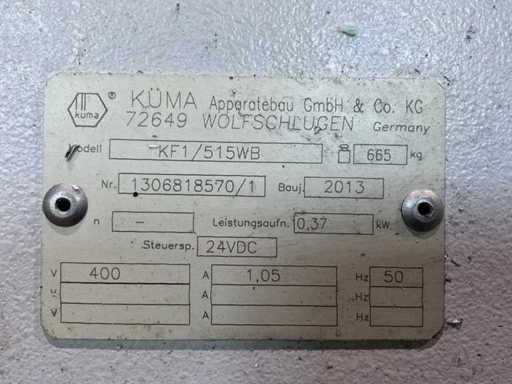 küma ® KÜMA Apparatebau GmbH & Co. KG
72649 WOLFSCHLUGEN Germany
Modell -KF1/515WB 665 kg
Nr. 1306818570/1 Bauj. 2013
n - Leistungsaufn. 0,37 kW
Steuersp. 24VDC
V 400 A 1,05 Hz 50
V A Hz
V A Hz